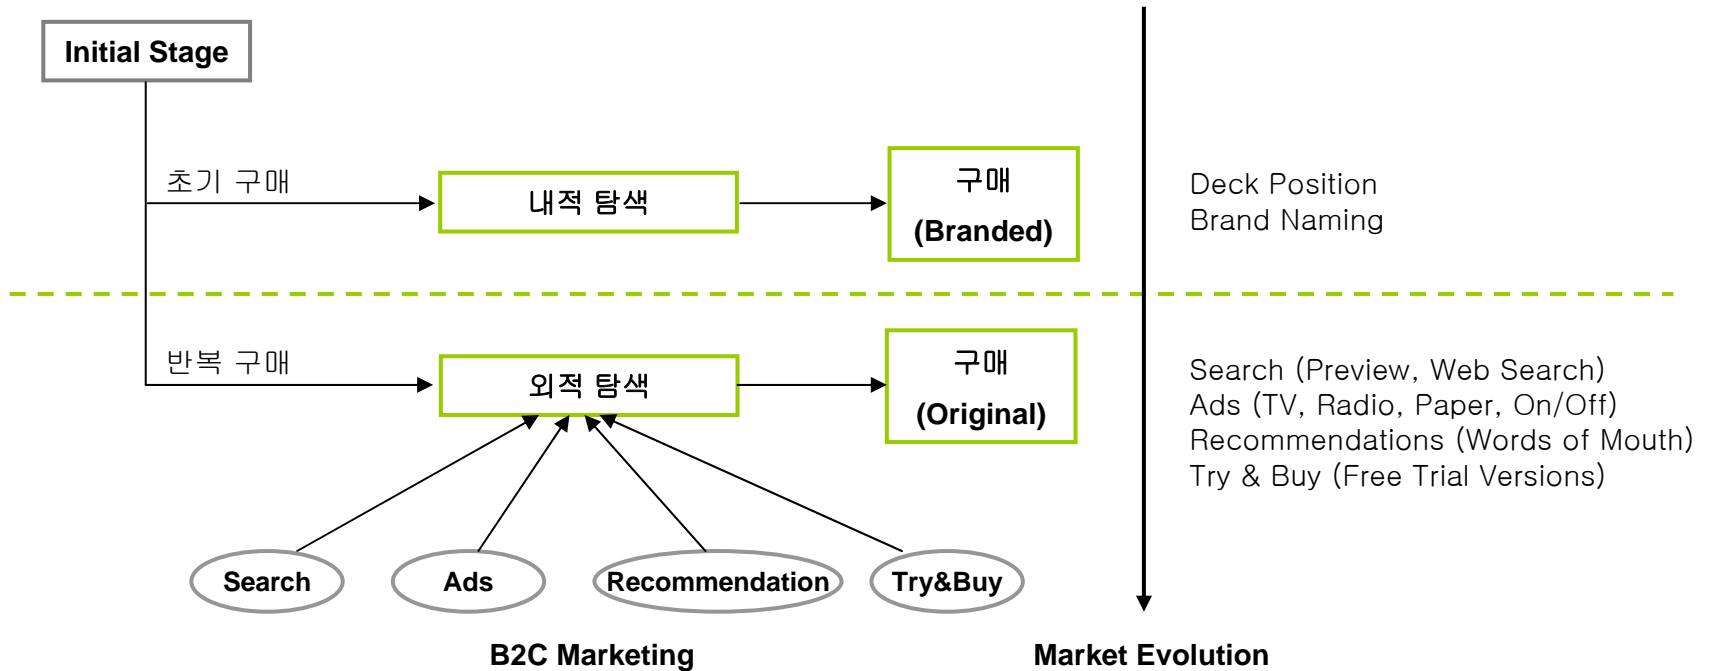 Initial Stage
초기 구매
내적 탐색
구매
(Branded)
Deck Position
Brand Naming
반복 구매
외적 탐색
구매
(Original)
Search (Preview, Web Search)
Ads (TV, Radio, Paper, On/Off)
Recommendations (Words of Mouth)
Try & Buy (Free Trial Versions)
Search
Ads
Recommendation
Try&Buy
B2C Marketing
Market Evolution